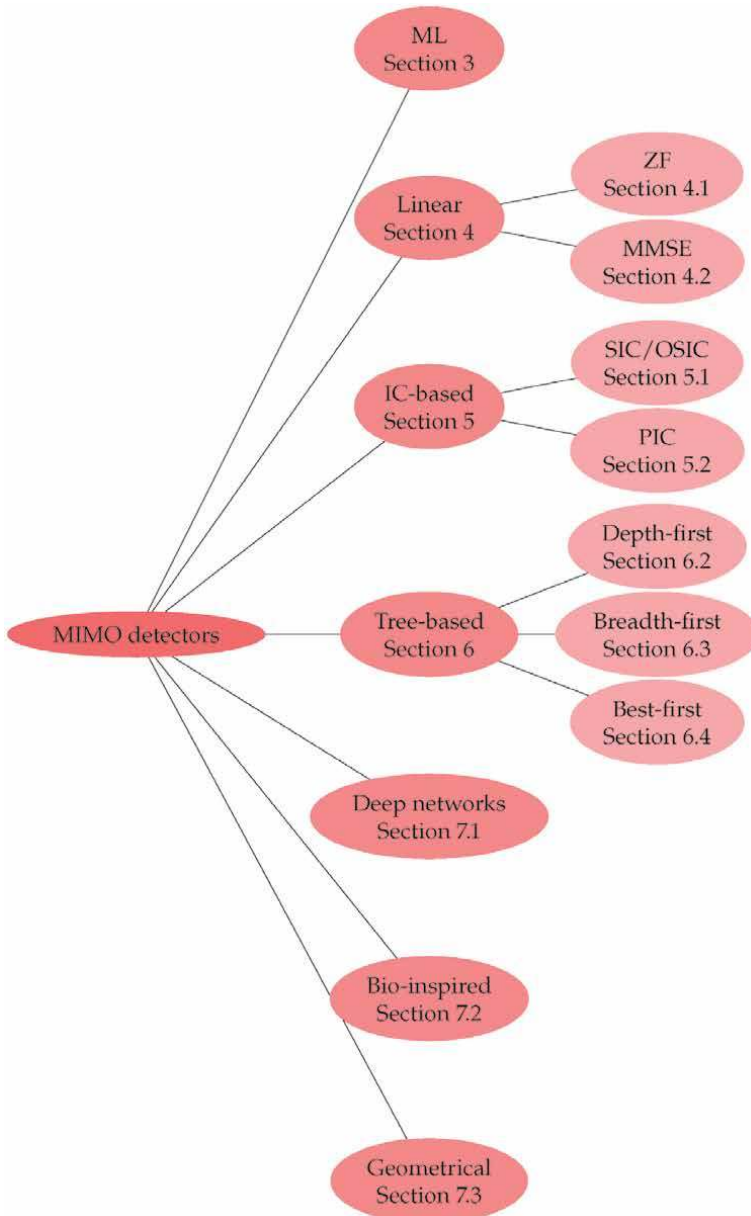 ML
Section 3
Linear
Section 4
ZF
Section 4.1
MMSE
Section 4.2
IC-based
Section 5
SIC/OSIC
Section 5.1
PIC
Section 5.2
MIMO detectors
Tree-based
Section 6
Depth-first
Section 6.2
Breadth-first
Section 6.3
Best-first
Section 6.4
Deep networks
Section 7.1
Bio-inspired
Section 7.2
Geometrical
Section 7.3